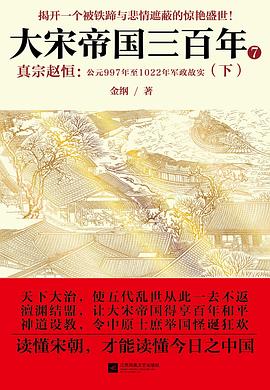 揭开一个被铁蹄与悲情遮蔽的惊艳盛世！
大宋帝国三百年7
真宗赵恒：公元997年至1022年军政故实（下）
金纲／著
天下大治，使五代乱世从此一去不返
澶渊结盟，让大宋帝国得享百年和平
神道设教，令中原士庶举国怪诞狂欢
读懂宋朝，才能读懂今日之中国